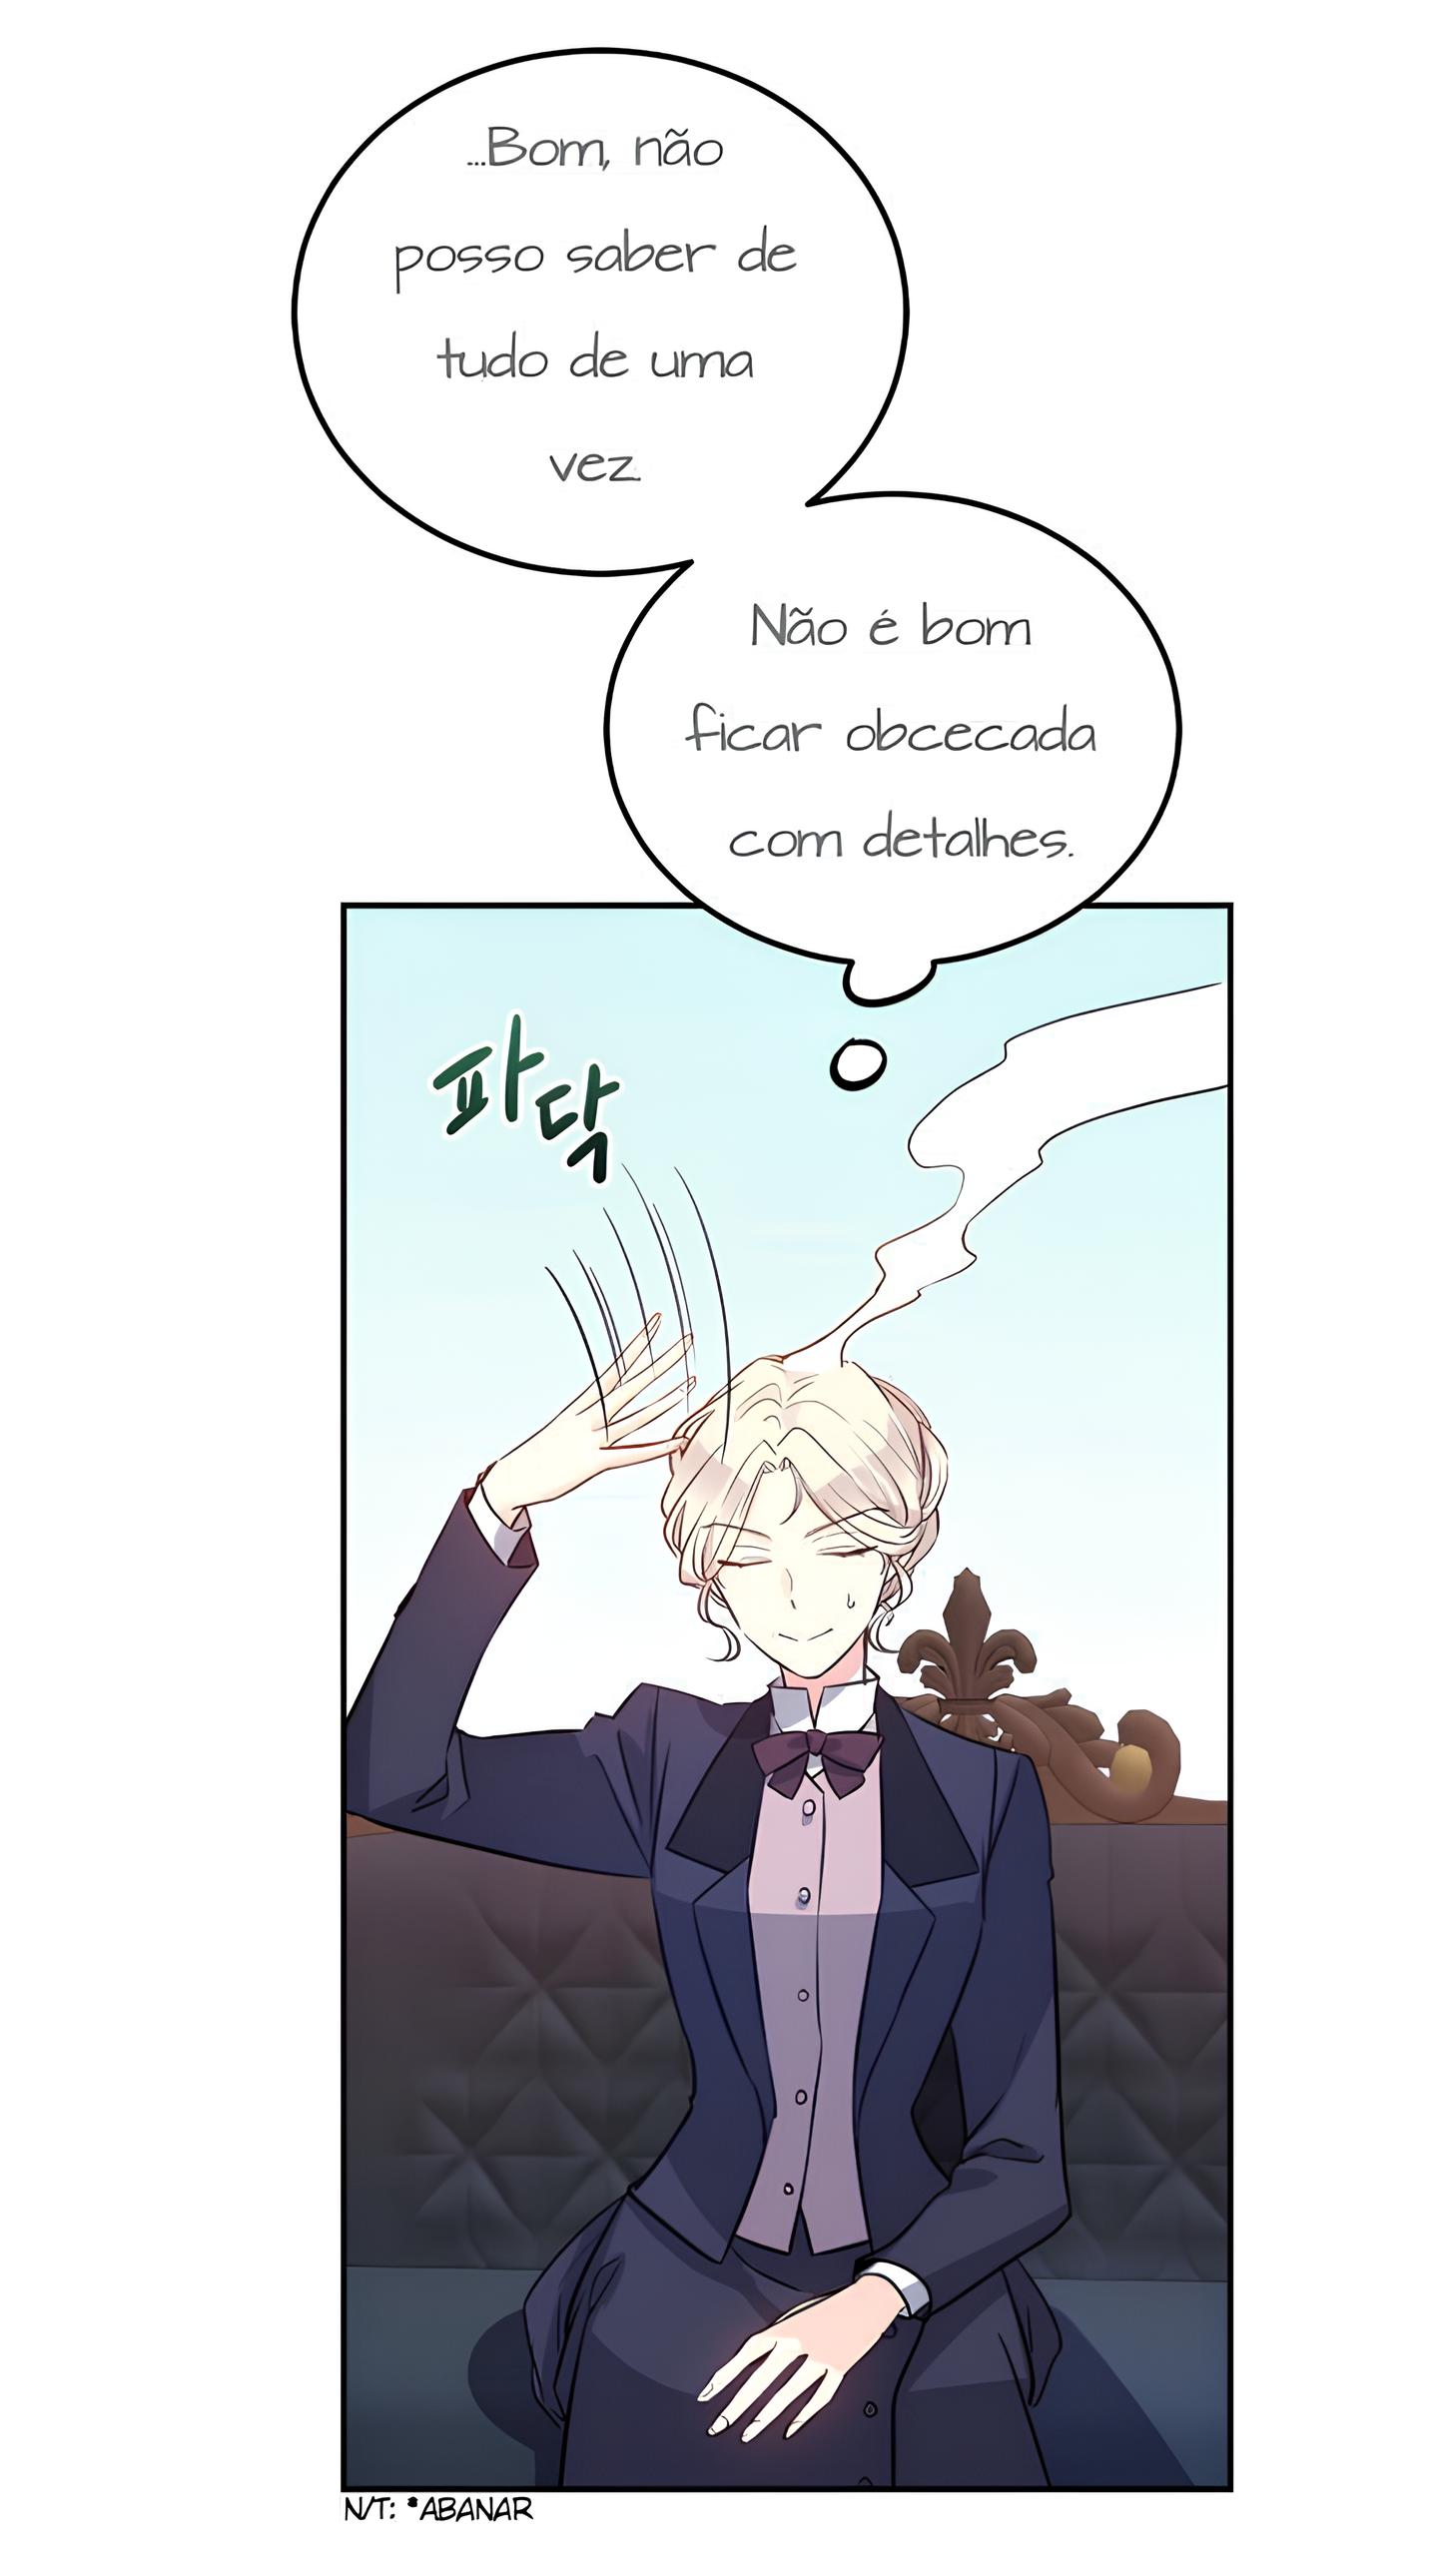 ...Bom, não
posso saber de
tudo de uma
vez.
Não é bom
ficar obcecada
com detalhes.
파닥
N/T: *ABANAR